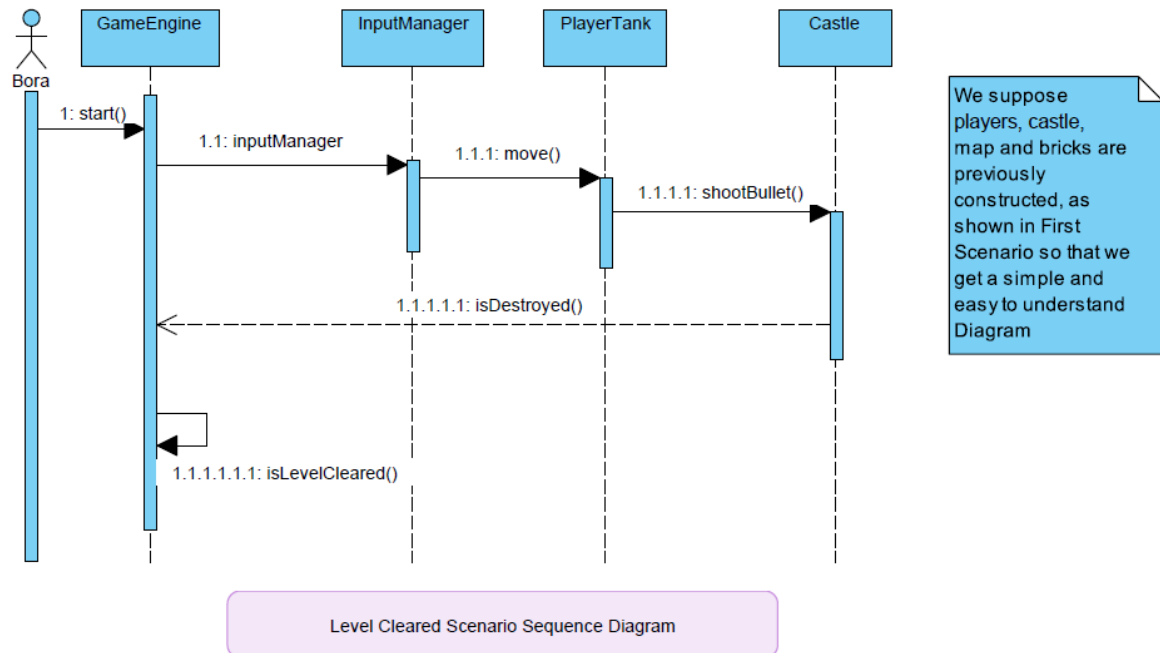 GameEngine
InputManager
PlayerTank
Castle
Bora
1: start()
1.1: inputManager
1.1.1: move()
1.1.1.1: shootBullet()
1.1.1.1.1: isDestroyed()
1.1.1.1.1.1: isLevelCleared()
We suppose
players, castle,
map and bricks are
previously
constructed, as
shown in First
Scenario so that we
get a simple and
easy to understand
Diagram
Level Cleared Scenario Sequence Diagram